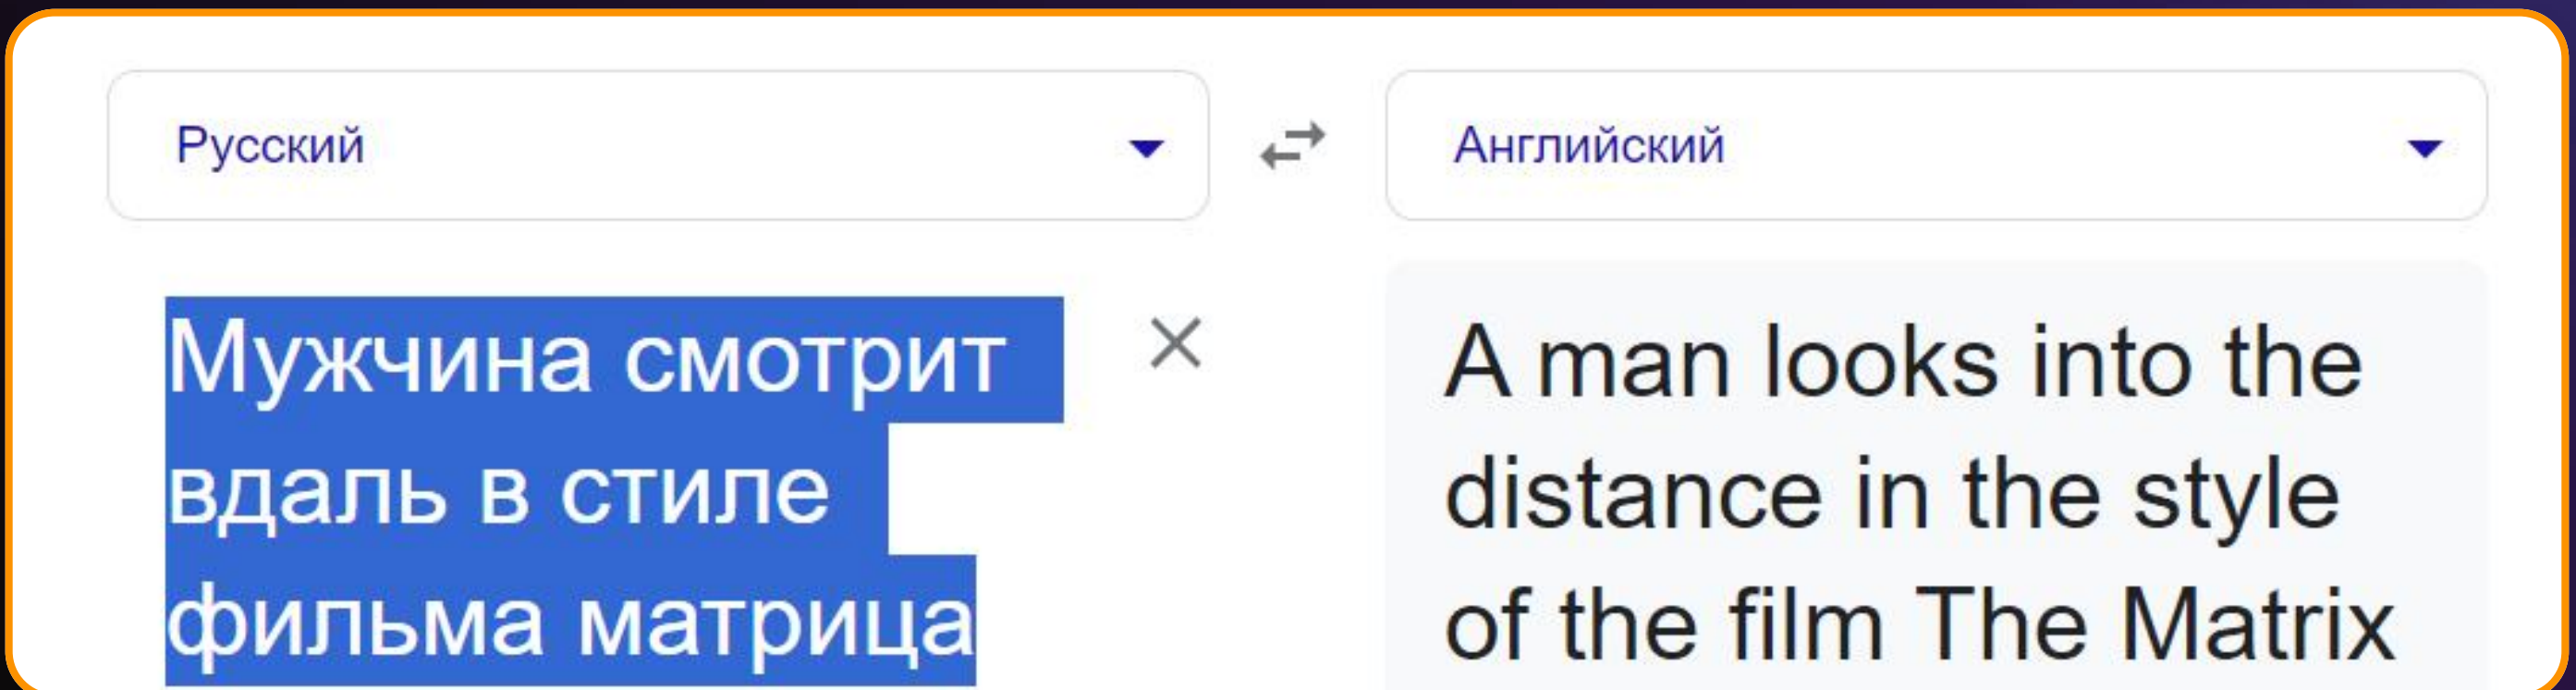 Русский
Английский
Мужчина смотрит
вдаль в стиле
фильма матрица
A man looks into the
distance in the style
of the film The Matrix